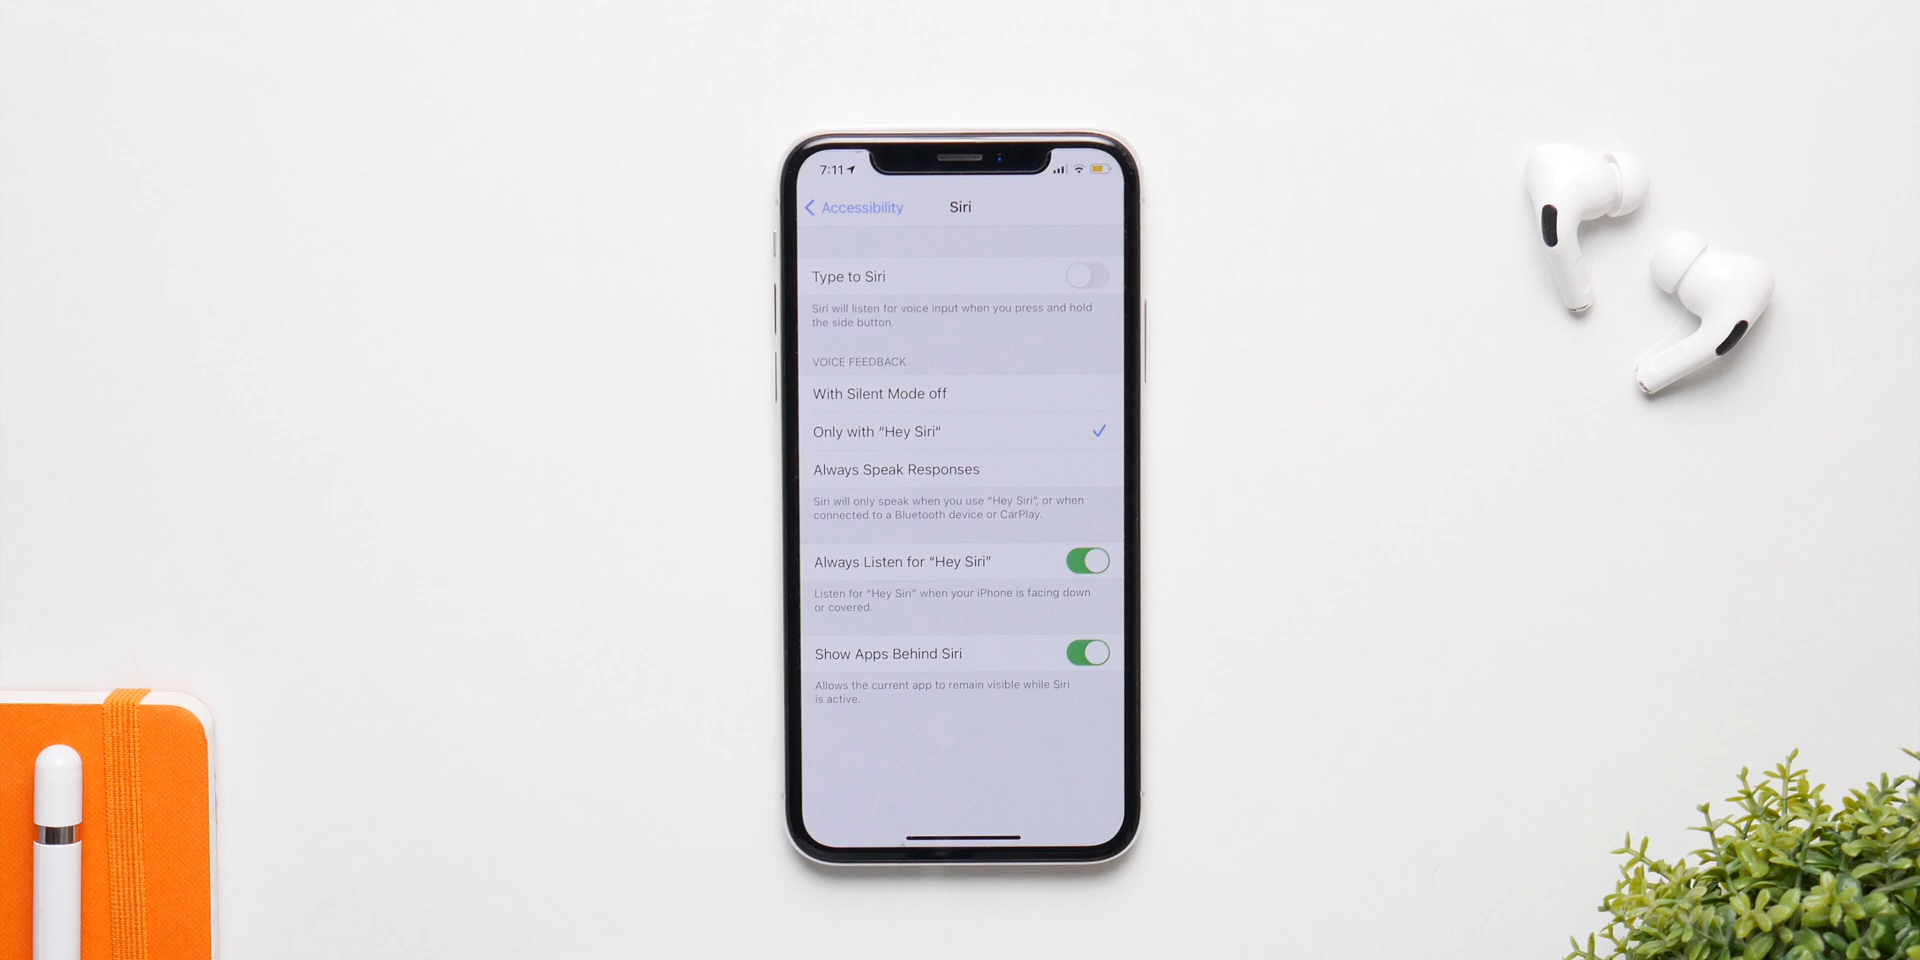 7:11
Accessibility
Siri
Type to Siri
Siri will listen for voice input when you press and hold
the side button.
VOICE FEEDBACK
With Silent Mode off
Only with “Hey Siri“
Always Speak Responses
Siri will only speak when you use “Hey Siri”, or when
connected to a Bluetooth device or CarPlay.
Always Listen for “Hey Siri”
Listen for “Hey Siri” when your iPhone is facing down
or covered.
Show Apps Behind Siri
Allows the current app to remain visible while Siri
is active.